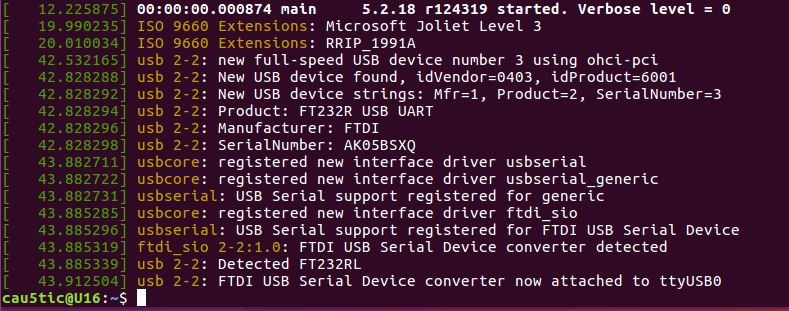 [   12.225875] 00:00:00.000874 main     5.2.18 r124319 started. Verbose level = 0
[   19.990235] ISO 9660 Extensions: Microsoft Joliet Level 3
[   20.010034] ISO 9660 Extensions: RRIP_1991A
[   42.532165] usb 2-2: new full-speed USB device number 3 using ohci-pci
[   42.828288] usb 2-2: New USB device found, idVendor=0403, idProduct=6001
[   42.828292] usb 2-2: New USB device strings: Mfr=1, Product=2, SerialNumber=3
[   42.828294] usb 2-2: Product: FT232R USB UART
[   42.828296] usb 2-2: Manufacturer: FTDI
[   42.828298] usb 2-2: SerialNumber: AK05BSXQ
[   43.882711] usbcore: registered new interface driver usbserial
[   43.882722] usbcore: registered new interface driver usbserial_generic
[   43.882731] usbserial: USB Serial support registered for generic
[   43.885285] usbcore: registered new interface driver ftdi_sio
[   43.885296] usbserial: USB Serial support registered for FTDI USB Serial Device
[   43.885319] ftdi_sio 2-2:1.0: FTDI USB Serial Device converter detected
[   43.885339] usb 2-2: Detected FT232RL
[   43.912504] usb 2-2: FTDI USB Serial Device converter now attached to ttyUSB0
cau5tic@U16:~$